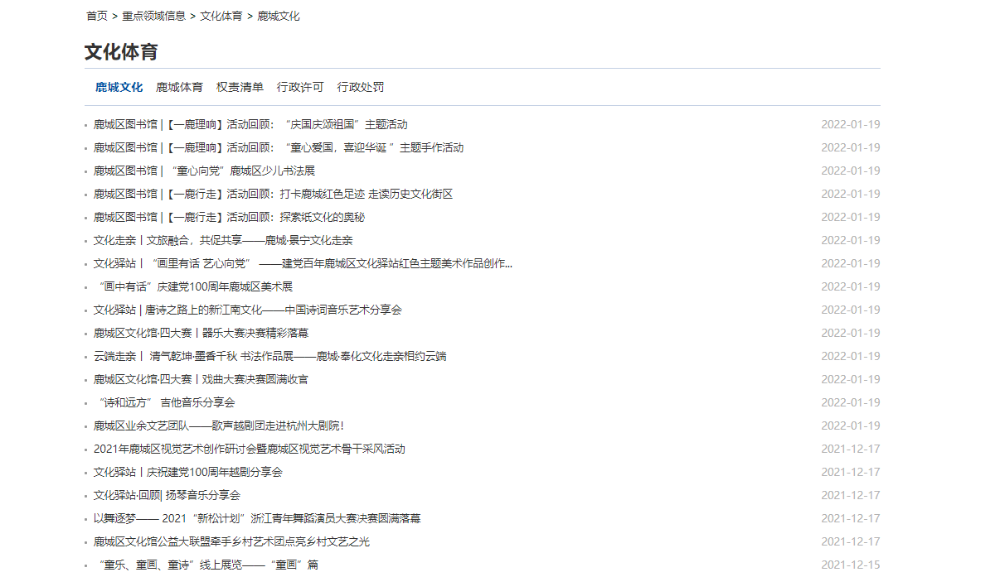 首页 > 重点领域信息 > 文化体育 > 鹿城文化
文化体育
鹿城文化 鹿城体育 权责清单 行政许可 行政处罚
鹿城区图书馆 |【一鹿理响】活动回顾：“庆国庆颂祖国”主题活动 2022-01-19
鹿城区图书馆 |【一鹿理响】活动回顾：“童心爱国，喜迎华诞 ”主题手作活动 2022-01-19
鹿城区图书馆 | “童心向党”鹿城区少儿书法展 2022-01-19
鹿城区图书馆 |【一鹿行走】活动回顾：打卡鹿城红色足迹 走读历史文化街区 2022-01-19
鹿城区图书馆 |【一鹿行走】活动回顾：探索纸文化的奥秘 2022-01-19
文化走亲丨文旅融合，共促共享——鹿城·景宁文化走亲 2022-01-19
文化驿站丨“画里有话 艺心向党” ——建党百年鹿城区文化驿站红色主题美术作品创作... 2022-01-19
“画中有话”庆建党100周年鹿城区美术展 2022-01-19
文化驿站 | 唐诗之路上的新江南文化——中国诗词音乐艺术分享会 2022-01-19
鹿城区文化馆·四大赛丨器乐大赛决赛精彩落幕 2022-01-19
云端走亲丨 清气乾坤·墨香千秋 书法作品展——鹿城·奉化文化走亲相约云端 2022-01-19
鹿城区文化馆·四大赛丨戏曲大赛决赛圆满收官 2022-01-19
“诗和远方” 吉他音乐分享会 2022-01-19
鹿城区业余文艺团队——歌声越剧团走进杭州大剧院！ 2022-01-19
2021年鹿城区视觉艺术创作研讨会暨鹿城区视觉艺术骨干采风活动 2021-12-17
文化驿站丨庆祝建党100周年越剧分享会 2021-12-17
文化驿站·回顾| 扬琴音乐分享会 2021-12-17
以舞逐梦—— 2021“新松计划”浙江青年舞蹈演员大赛决赛圆满落幕 2021-12-17
鹿城区文化馆公益大联盟牵手乡村艺术团点亮乡村文艺之光 2021-12-17
“童乐、童画、童诗”线上展览——“童画”篇 2021-12-15